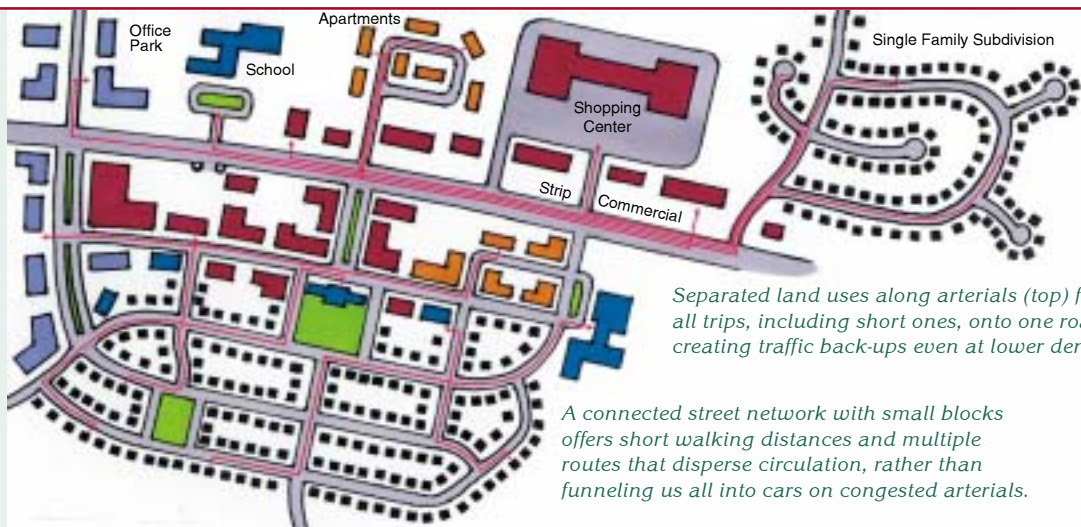 Office
Park
School
Apartments
Shopping
Center
Strip
Commercial
Single Family Subdivision
Separated land uses along arterials (top)
all trips, including short ones, onto one
creating traffic back-ups even at lower
A connected street network with small blocks
offers short walking distances and multiple
routes that disperse circulation, rather than
funneling us all into cars on congested arterials.